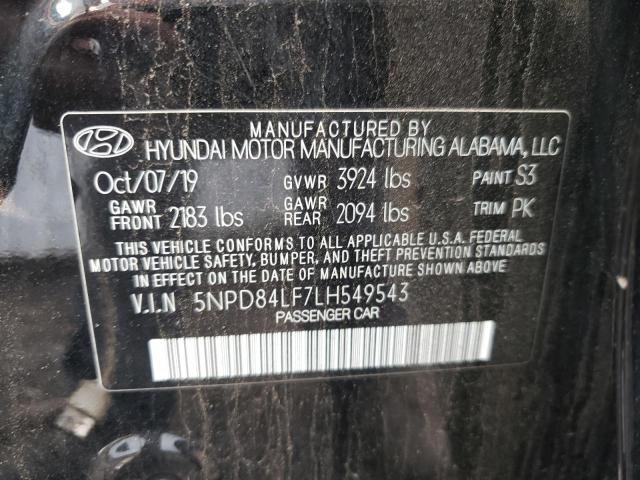 MANUFACTURED BY
HYUNDAI MOTOR MANUFACTURING ALABAMA, LLC
Oct/07/19 GVWR 3924 lbs PAINT S3
GAWR FRONT 2183 lbs GAWR REAR 2094 lbs TRIM PK
THIS VEHICLE CONFORMS TO ALL APPLICABLE U.S.A. FEDERAL
MOTOR VEHICLE SAFETY, BUMPER, AND THEFT PREVENTION STANDARDS
IN EFFECT ON THE DATE OF MANUFACTURE SHOWN ABOVE.
V.I.N 5NPD84LF7LH549543
PASSENGER CAR